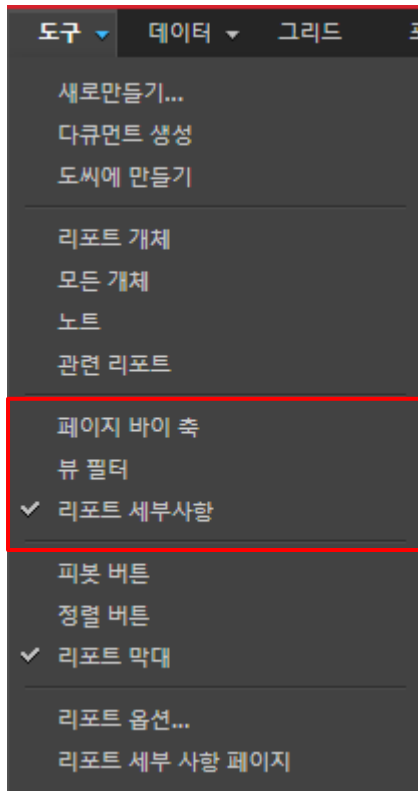 도구 데이터 그리드
새로만들기...
다큐먼트 생성
도씨에 만들기
리포트 개체
모든 개체
노트
관련 리포트
페이지 바이 축
뷰 필터
리포트 세부사항
피봇 버튼
정렬 버튼
리포트 막대
리포트 옵션...
리포트 세부 사항 페이지